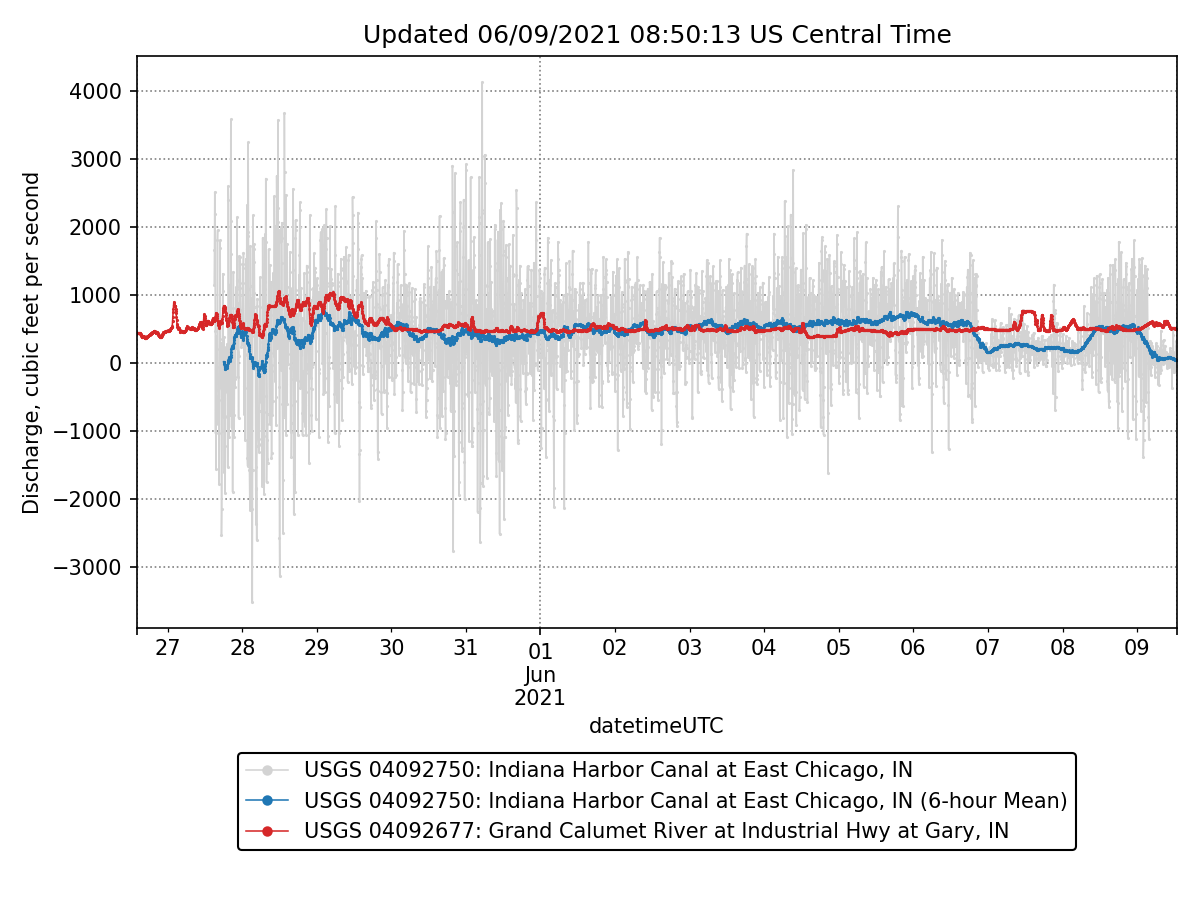 Updated 06/09/2021 08:50:13 US Central Time
4000
3000
2000
1000
0
−1000
−2000
−3000
Discharge, cubic feet per second
27 28 29 30 31 01 02 03 04 05 06 07 08 09
Jun
2021
datetimeUTC
USGS 04092750: Indiana Harbor Canal at East Chicago, IN
USGS 04092750: Indiana Harbor Canal at East Chicago, IN (6-hour Mean)
USGS 04092677: Grand Calumet River at Industrial Hwy at Gary, IN